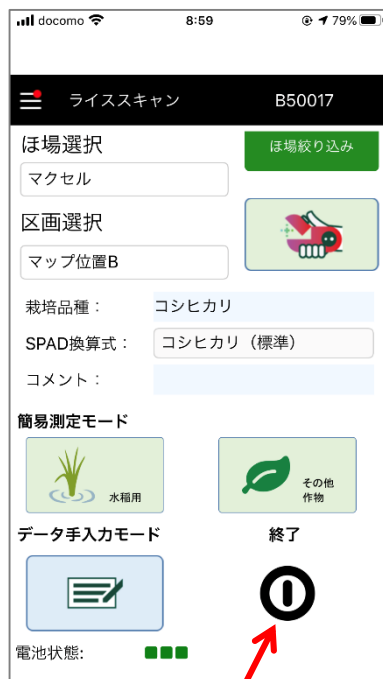 docomo 8:59 79%
ライススキャン B50017
ほ場選択 ほ場絞り込み
マクセル
区画選択
マップ位置B
栽培品種： コシヒカリ
SPAD換算式： コシヒカリ（標準）
コメント：
簡易測定モード
水稲用 その他
作物
データ手入力モード 終了
電池状態: